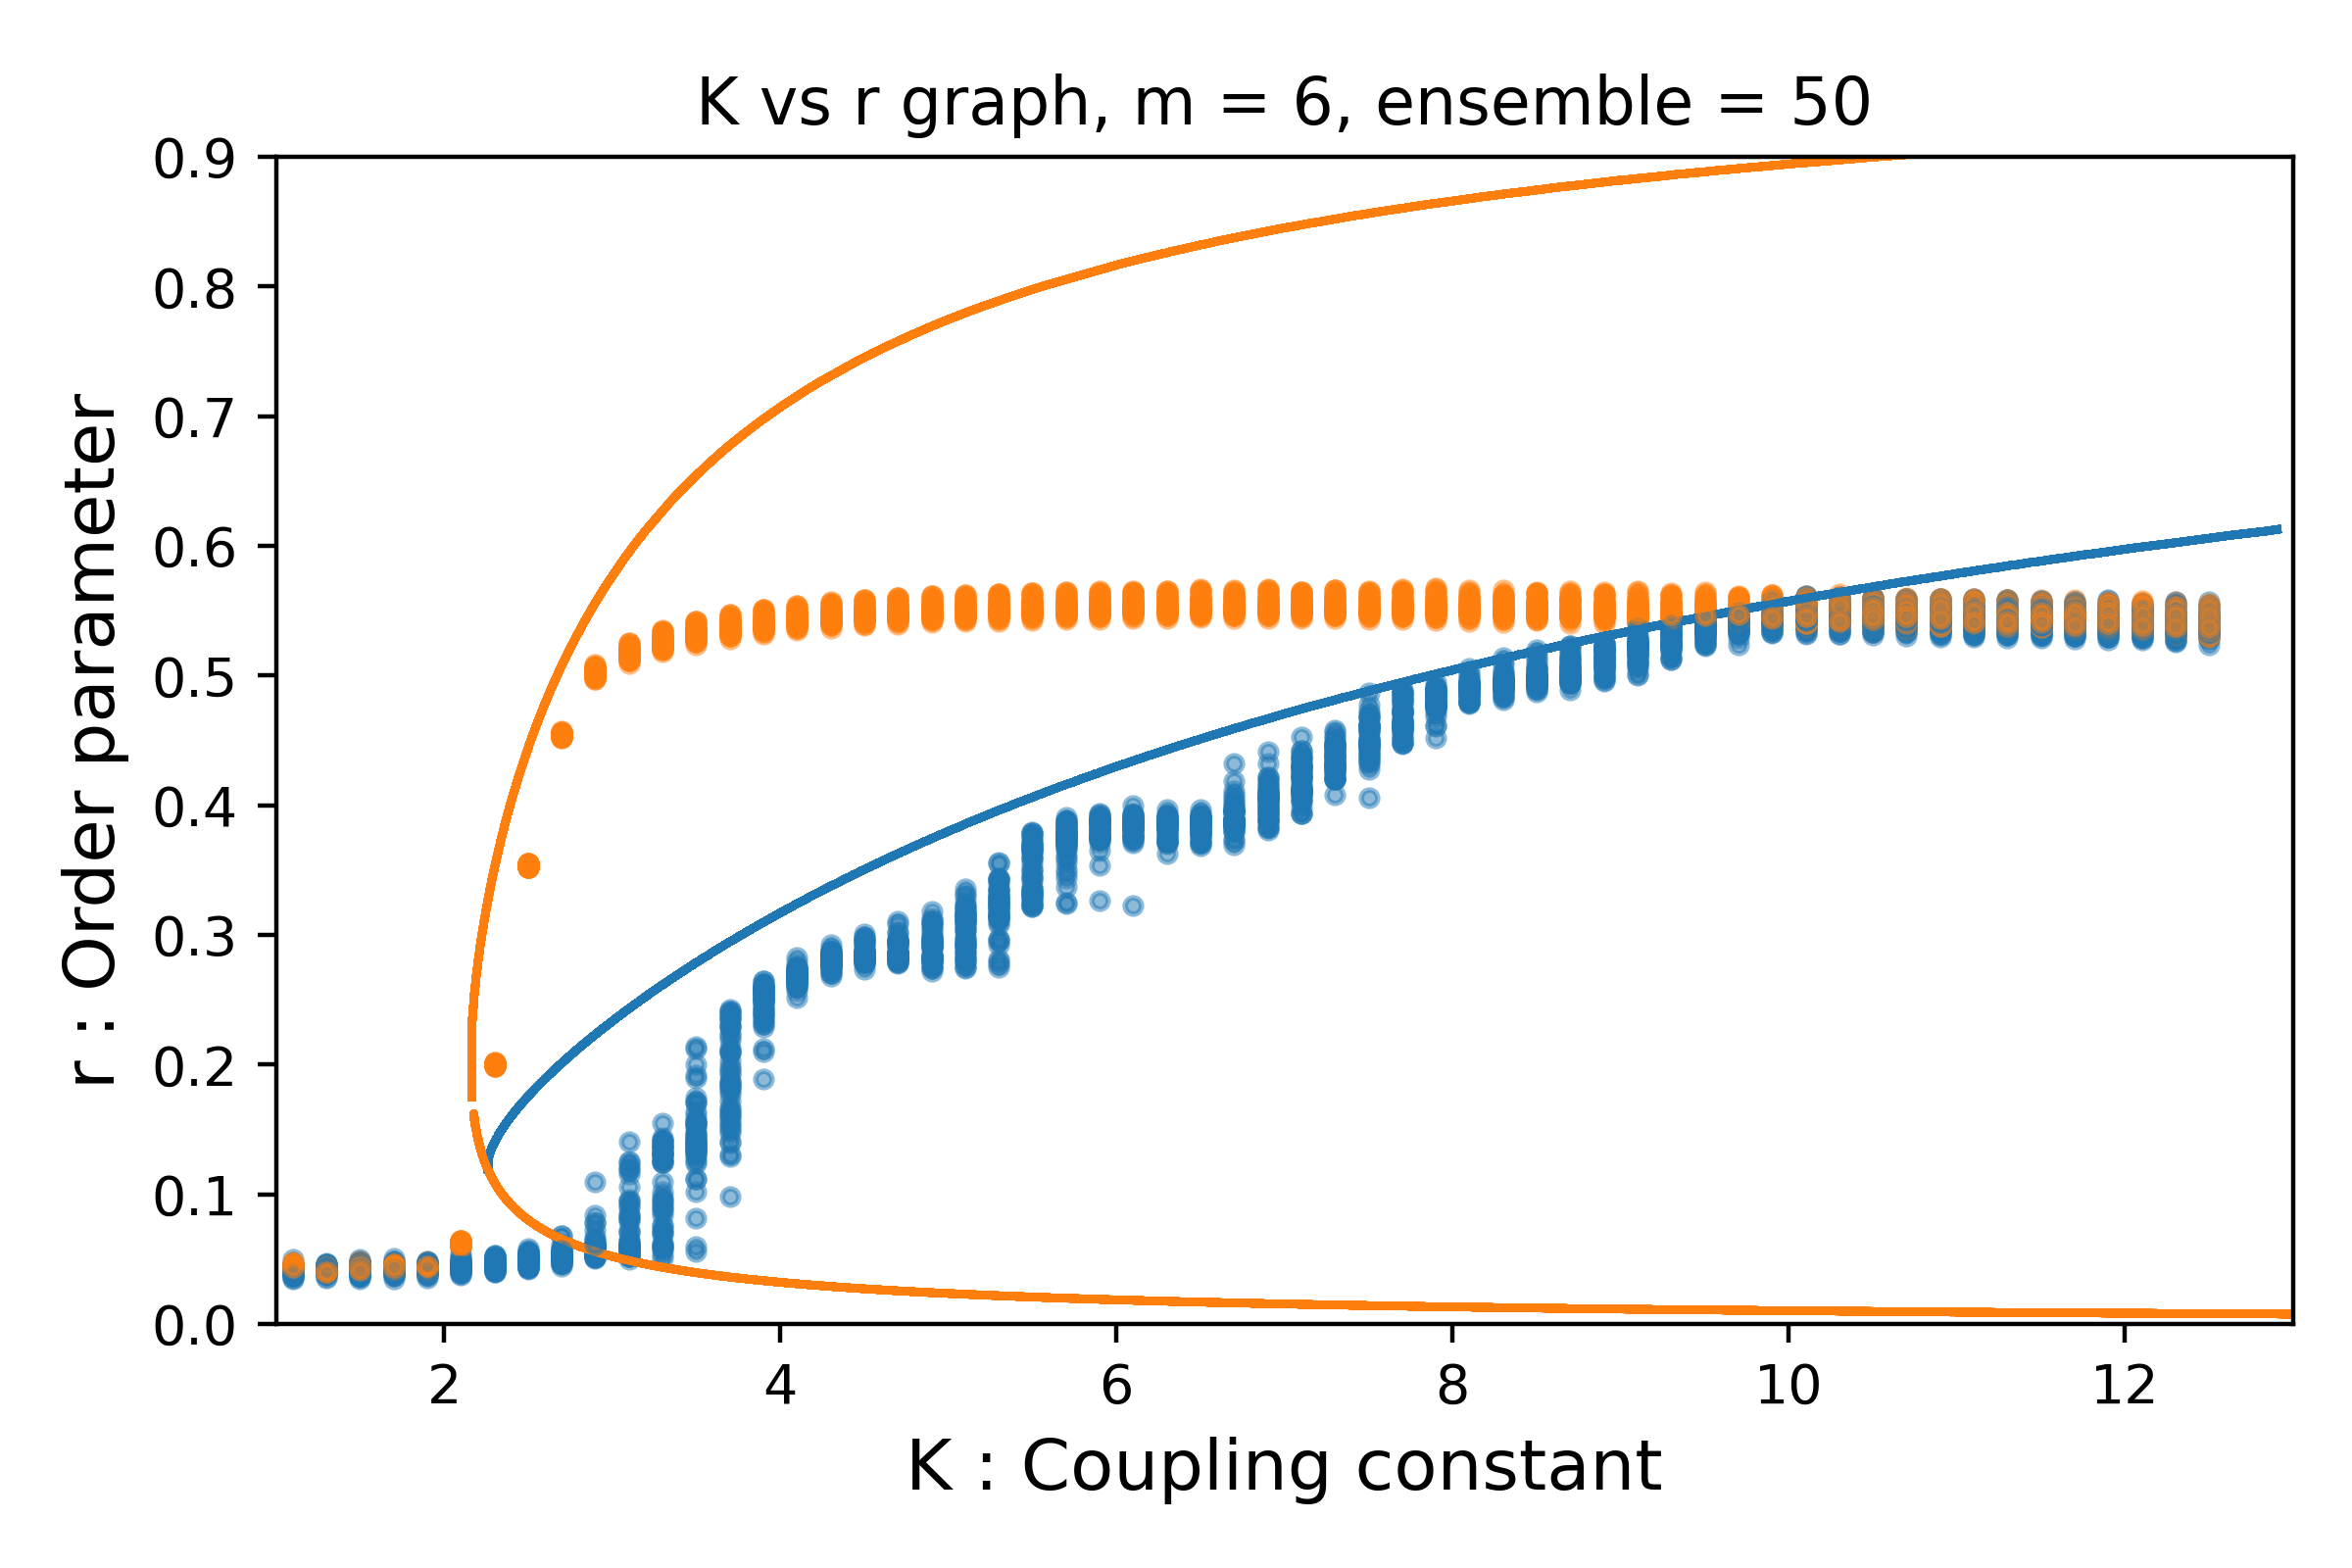 K vs r graph, m = 6, ensemble = 50
0.9
0.8
0.7
0.6
0.5
0.4
0.3
0.2
0.1
0.0
r : Order parameter
2 4 6 8 10 12
K : Coupling constant